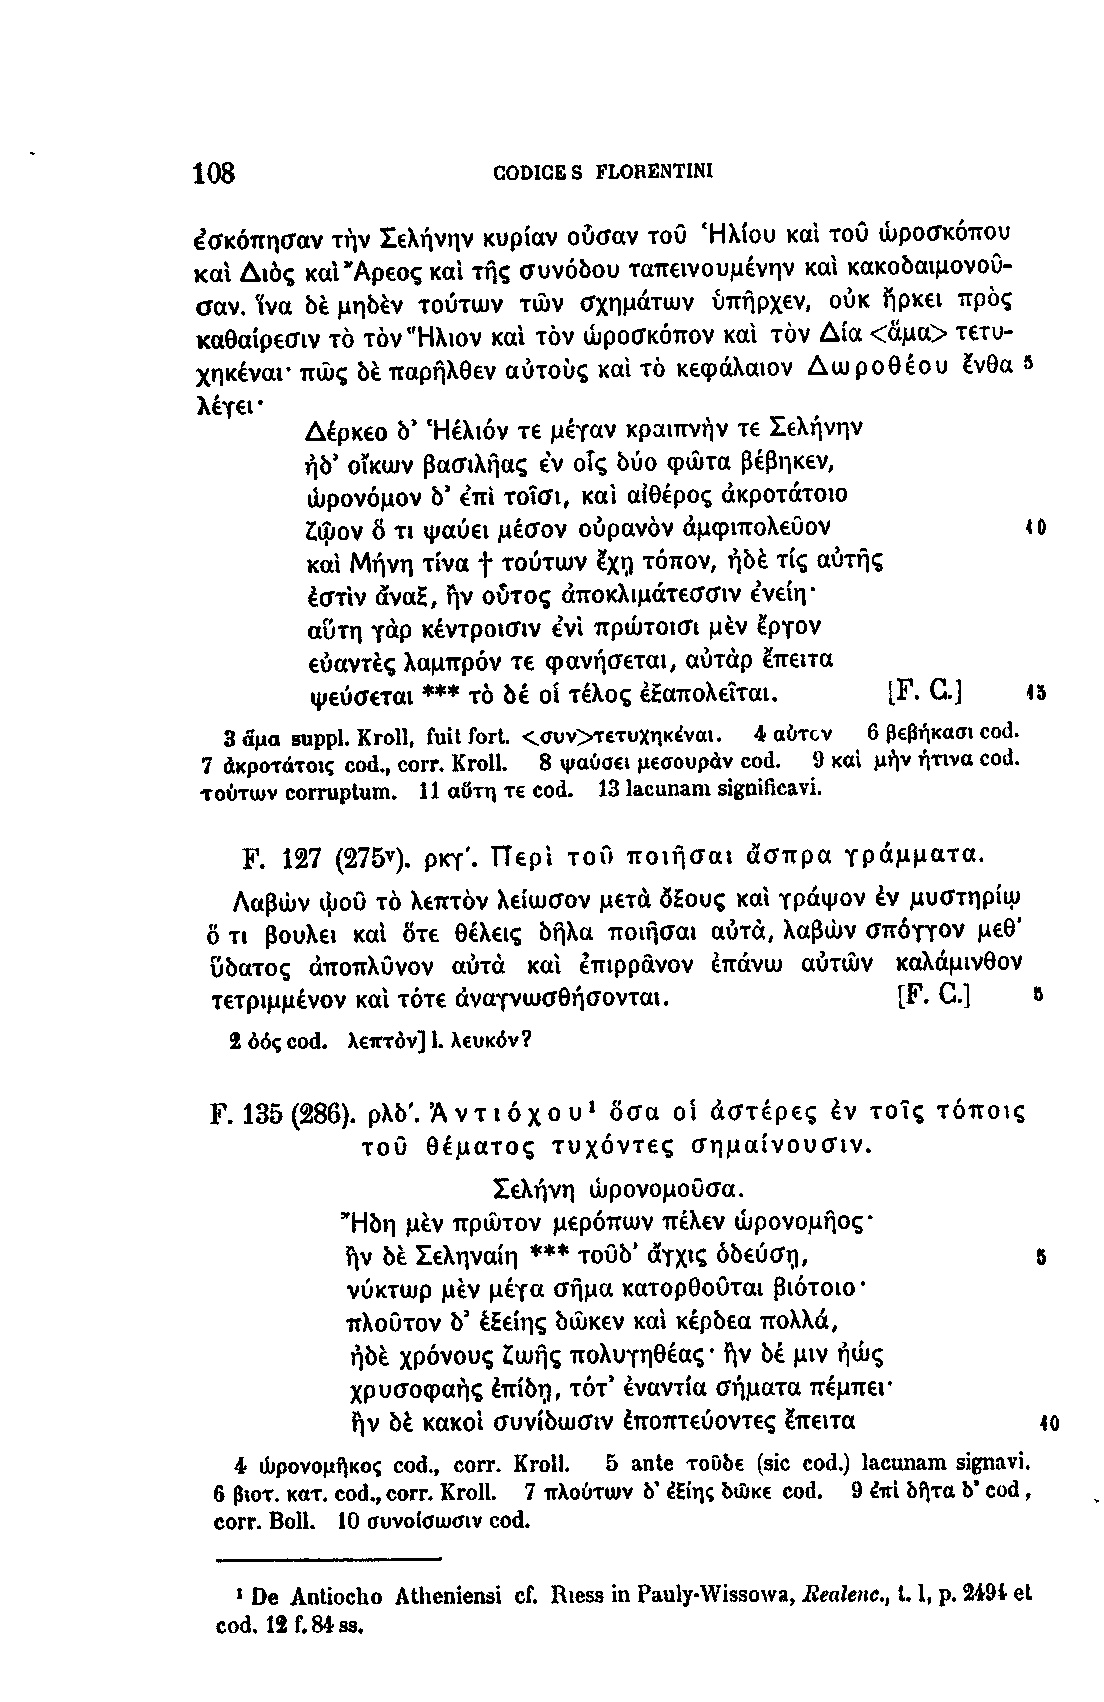 108 CODICES FLORENTINI
ἐσκόπησαν τὴν Σελήνην κυρίαν οὖσαν τοῦ Ἡλίου καὶ τοῦ ὡροσκόπου
καὶ Διὸς καὶ Ἄρεος καὶ τῆς συνόδου ταπεινουμένην καὶ κακοδαιμονοῦ-
σαν. ἵνα δὲ μηδὲν τούτων τῶν σχημάτων ὑπῆρχεν, οὐκ ἤρκει πρὸς
καθαίρεσιν τὸ τὸν Ἥλιον καὶ τὸν ὡροσκόπον καὶ τὸν Δία <ἅμα> τετυ-
χηκέναι· πῶς δὲ παρῆλθεν αὐτοὺς καὶ τὸ κεφάλαιον Δωροθέου ἔνθα 5
λέγει·
Δέρκεο δ’ Ἠέλιόν τε μέγαν κραιπνήν τε Σελήνην
ἠδ’ οἴκων βασιλῆας ἐν οἷς δύο φῶτα βέβηκεν,
ὡρονόμον δ’ ἐπὶ τοῖσι, καὶ αἰθέρος ἀκροτάτοιο
ζῷον ὅ τι ψαύει μέσον οὐρανὸν ἀμφιπολεῦον 10
καὶ Μήνη τίνα † τούτων ἔχῃ τόπον, ἠδὲ τίς αὐτῆς
ἐστὶν ἄναξ, ἢν οὗτος ἀποκλιμάτεσσιν ἐνείη·
αὕτη γὰρ κέντροισιν ἐνὶ πρώτοισι μὲν ἔργον
εὐαντὲς λαμπρόν τε φανήσεται, αὐτὰρ ἔπειτα
ψεύσεται *** τὸ δέ οἱ τέλος ἐξαπολεῖται. [F. C.] 15
3 ἅμα suppl. Kroll, fuit fort. <συν>τετυχηκέναι. 4 αὐτὸν 6 βεβήκασι cod.
7 ἀκροτάτοις cod., corr. Kroll. 8 ψαύσει μεσουρὰν cod. 9 καὶ μὴν ἥτινα cod.
τούτων corruptum. 11 αὕτη τε cod. 13 lacunam significavi.
F. 127 (275v). ρκγ′. Περὶ τοῦ ποιῆσαι ἄσπρα γράμματα.
Λαβὼν ᾠοῦ τὸ λεπτὸν λείωσον μετὰ ὄξους καὶ γράψον ἐν μυστηρίῳ
ὅ τι βουλει καὶ ὅτε θέλεις δῆλα ποιῆσαι αὐτὰ, λαβὼν σπόγγον μεθ’
ὕδατος ἀποπλῦνον αὐτὰ καὶ ἐπιρρᾶνον ἐπάνω αὐτῶν καλάμινθον
τετριμμένον καὶ τότε ἀναγνωσθήσονται. [F. C.] 5
2 ὀός cod. λεπτὸν] l. λευκόν?
F. 135 (286). ρλδ′. Ἀντιόχου¹ ὅσα οἱ ἀστέρες ἐν τοῖς τόποις
τοῦ θέματος τυχόντες σημαίνουσιν.
Σελήνη ὡρονομοῦσα.
Ἤδη μὲν πρῶτον μερόπων πέλεν ὡρονομῆος·
ἢν δὲ Σεληναίη *** τοῦδ’ ἄγχις ὁδεύσῃ, 5
νύκτωρ μὲν μέγα σῆμα κατορθοῦται βιότοιο·
πλοῦτον δ’ ἑξείης δῶκεν καὶ κέρδεα πολλά,
ἠδὲ χρόνους ζωῆς πολυγηθέας· ἢν δέ μιν ἠώς
χρυσοφαὴς ἐπίδῃ, τότ’ ἐναντία σήματα πέμπει·
ἢν δὲ κακοὶ συνίδωσιν ἐποπτεύοντες ἔπειτα 10
4 ὡρονομῆκος cod., corr. Kroll. 5 ante τοῦδε (sic cod.) lacunam signavi.
6 βιοτ. κατ. cod., corr. Kroll. 7 πλούτων δ’ ἑξίης δῶκε cod. 9 ἐπὶ δῆτα δ’ cod,
corr. Boll. 10 συνοίσωσιν cod.
¹ De Antiocho Atheniensi cf. Riess in Pauly-Wissowa, Realenc., t. 1, p. 2494 et
cod. 12 f. 84 ss.